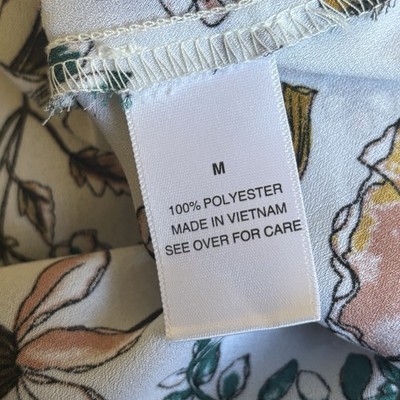 M
100% POLYESTER
MADE IN VIETNAM
SEE OVER FOR CARE